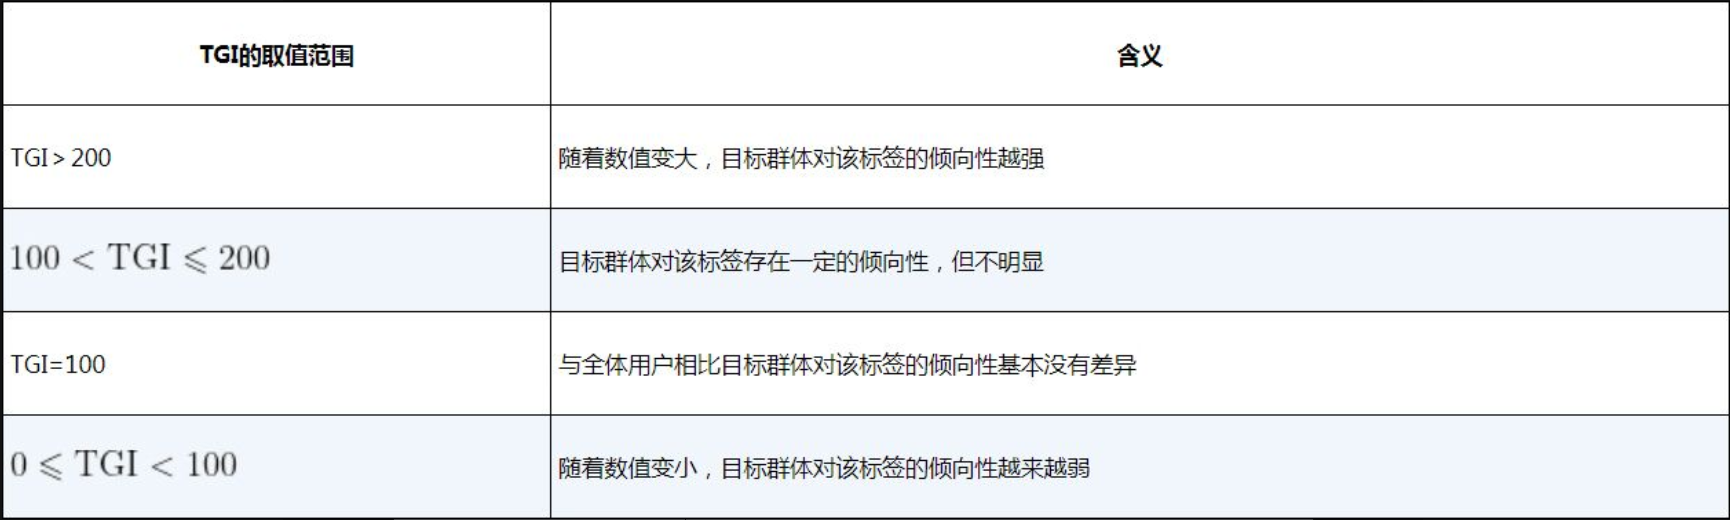 TGI的取值范围
含义
TGI > 200
随着数值变大，目标群体对该标签的倾向性越强
100 < TGI ⩽ 200
目标群体对该标签存在一定的倾向性，但不明显
TGI=100
与全体用户相比目标群体对该标签的倾向性基本没有差异
0 ⩽ TGI < 100
随着数值变小，目标群体对该标签的倾向性越来越弱